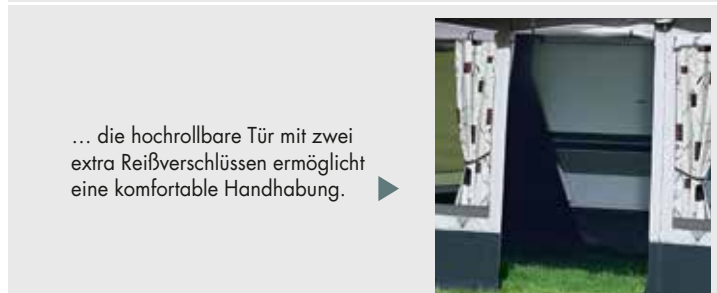 … die hochrollbare Tür mit zwei
extra Reißverschlüssen ermöglicht
eine komfortable Handhabung.